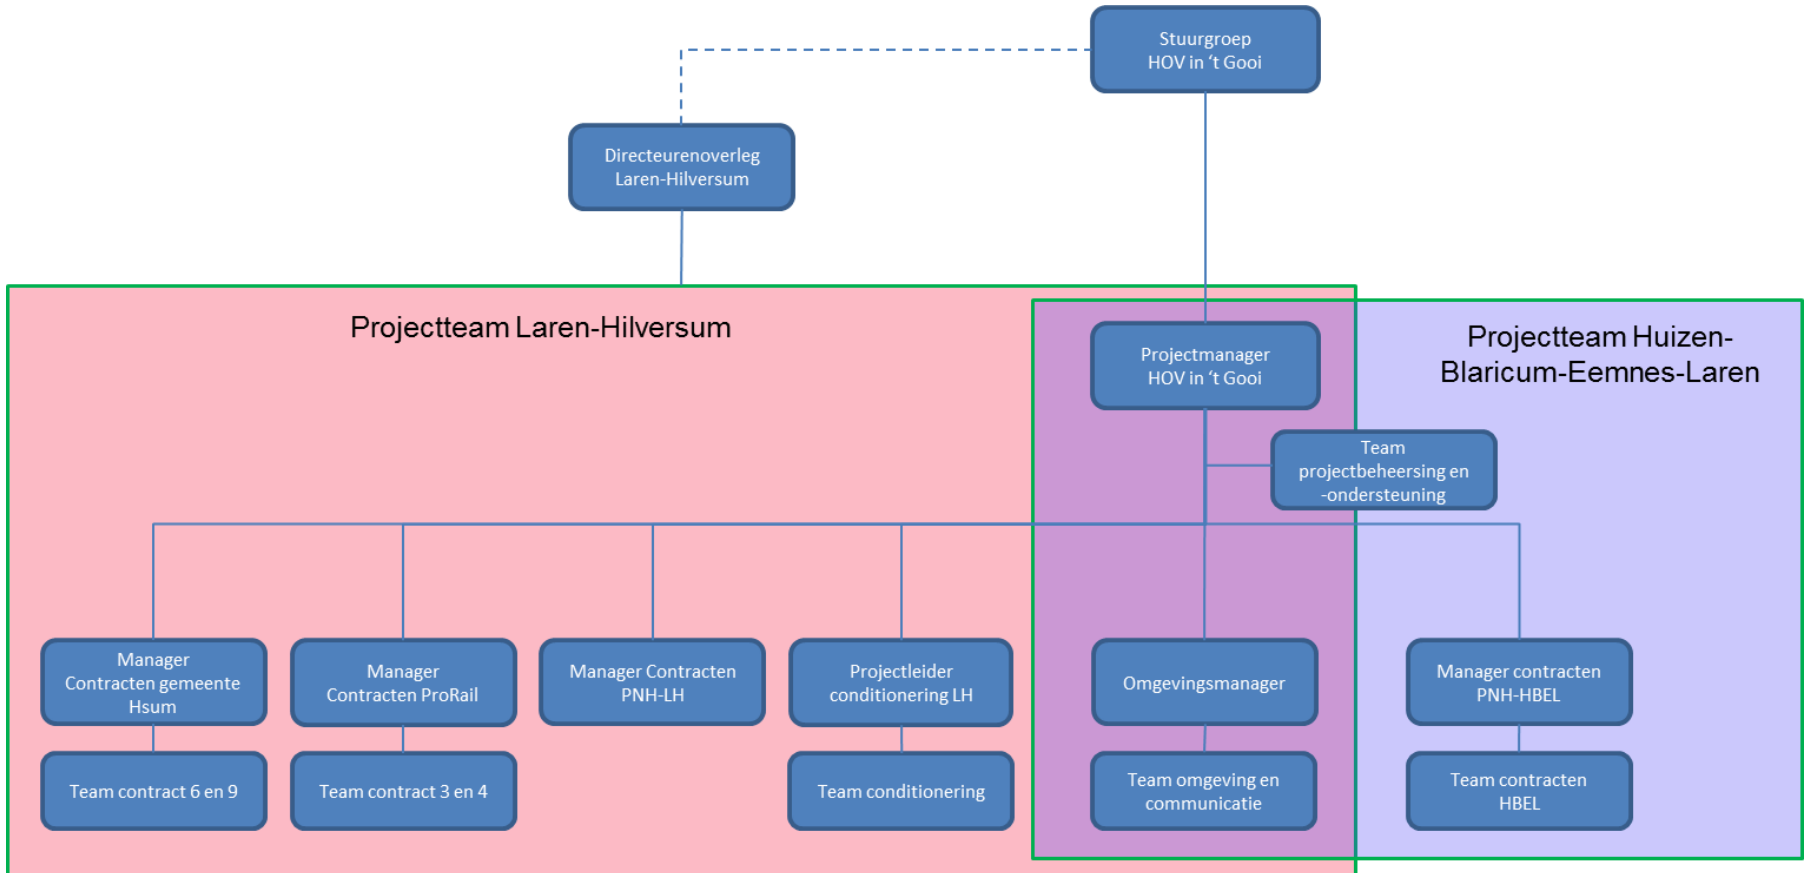 Stuurgroep
HOV in ‘t Gooi
Directeurenoverleg
Laren-Hilversum
Projectteam Laren-Hilversum
Projectteam Huizen-
Blaricum-Eemnes-Laren
Projectmanager
HOV in ‘t Gooi
Team
projectbeheersing en
-ondersteuning
Manager
Contracten gemeente
Hsum
Manager
Contracten ProRail
Manager Contracten
PNH-LH
Projectleider
conditionering LH
Omgevingsmanager
Manager contracten
PNH-HBEL
Team contract 6 en 9
Team contract 3 en 4
Team conditionering
Team omgeving en
communicatie
Team contracten
HBEL